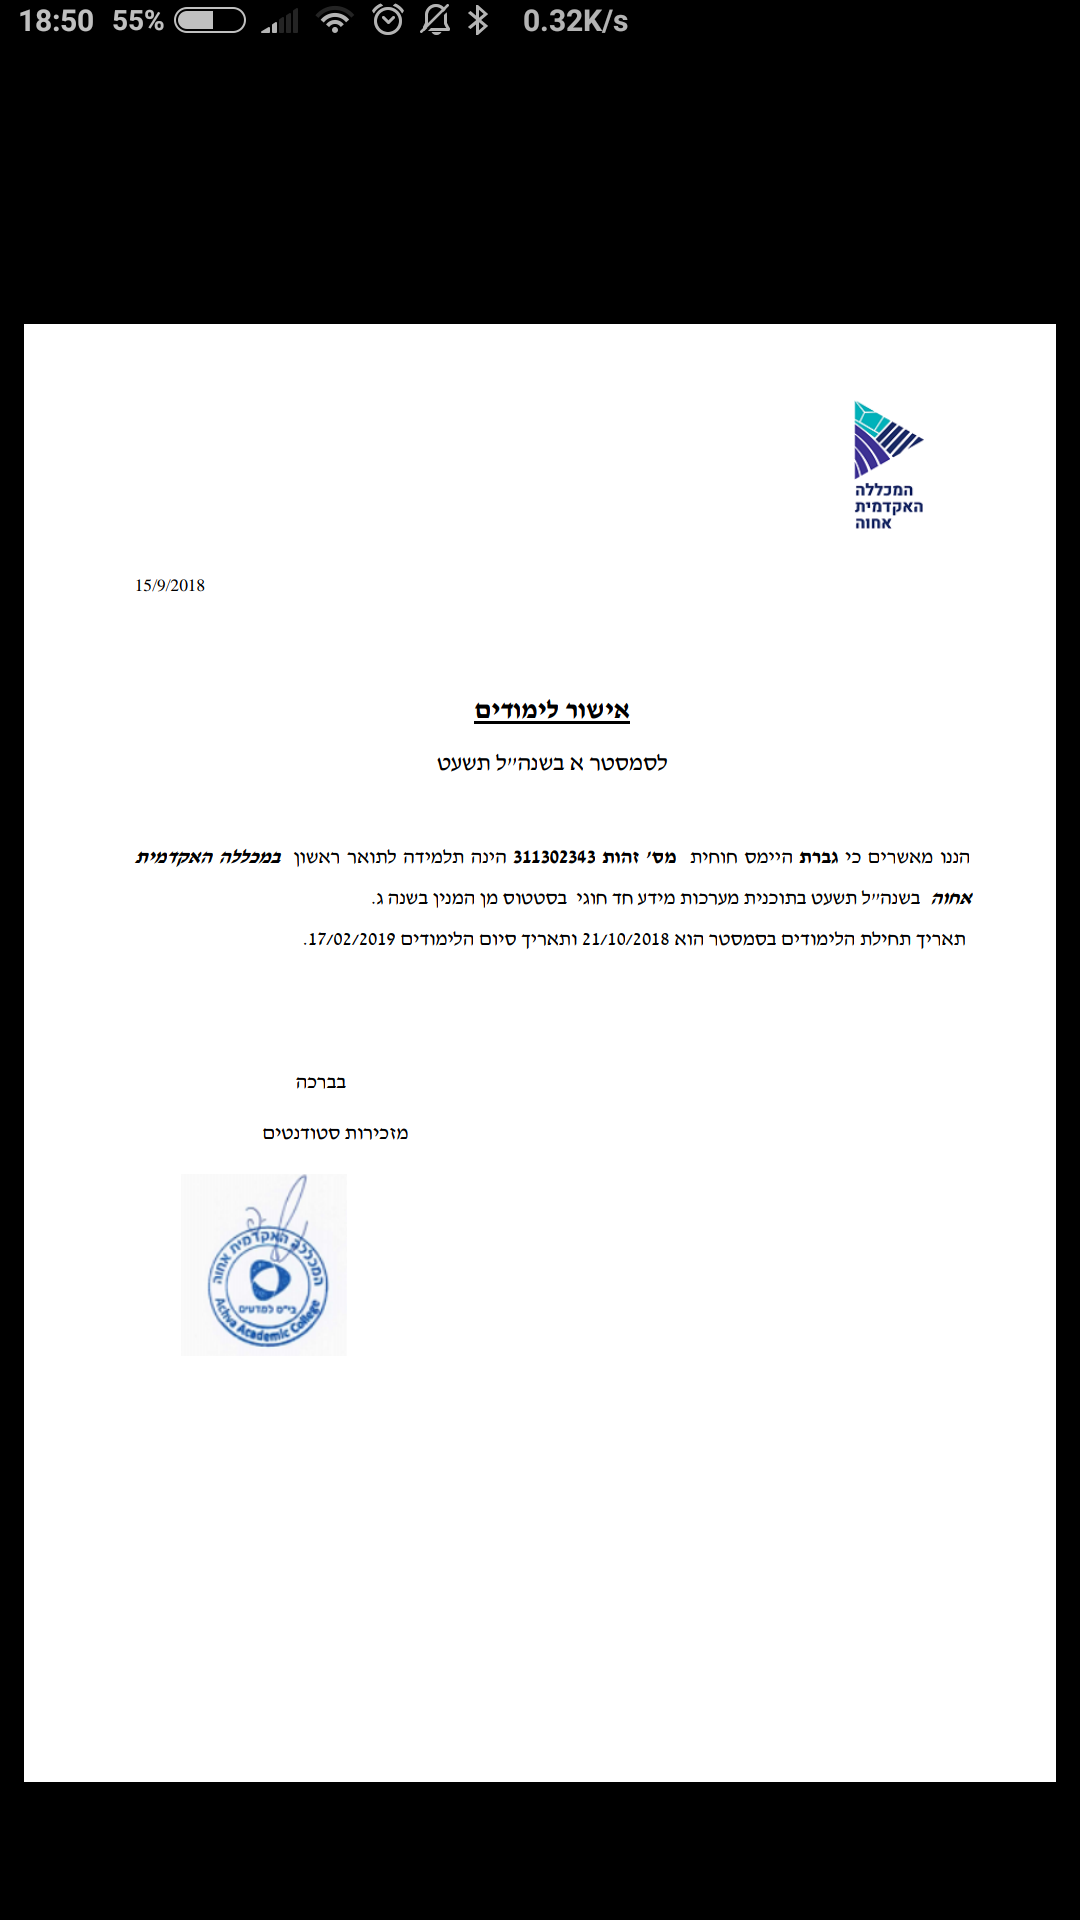 18:50 55% 0.32K/s
המכללה
האקדמית
אחוה
15/9/2018
אישור לימודים
לסמסטר א בשנה"ל תשעט
הננו מאשרים כי גברת היימס חוחית מס' זהות 311302343 הינה תלמידה לתואר ראשון במכללה האקדמית
אחוה בשנה"ל תשעט בתוכנית מערכות מידע חד חוגי בסטטוס מן המנין בשנה ג.
תאריך תחילת הלימודים בסמסטר הוא 21/10/2018 ותאריך סיום הלימודים 17/02/2019.
בברכה
מזכירות סטודנטים
המכללה האקדמית אחוה
בי"ס למדעים
Achva Academic College